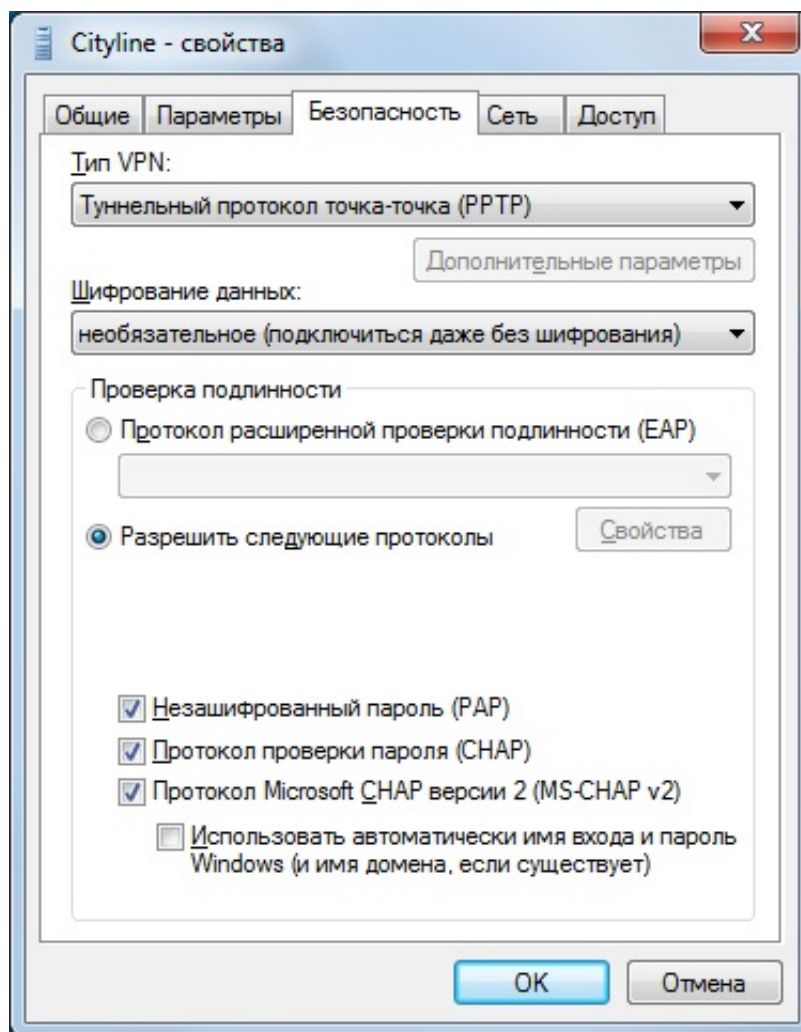 Cityline - свойства
Общие Параметры Безопасность Сеть Доступ
Тип VPN:
Туннельный протокол точка-точка (PPTP)
Дополнительные параметры
Шифрование данных:
необязательное (подключиться даже без шифрования)
Проверка подлинности
Протокол расширенной проверки подлинности (EAP)
Разрешить следующие протоколы
Свойства
Незашифрованный пароль (PAP)
Протокол проверки пароля (CHAP)
Протокол Microsoft CHAP версии 2 (MS-CHAP v2)
Использовать автоматически имя входа и пароль
Windows (и имя домена, если существует)
OK Отмена